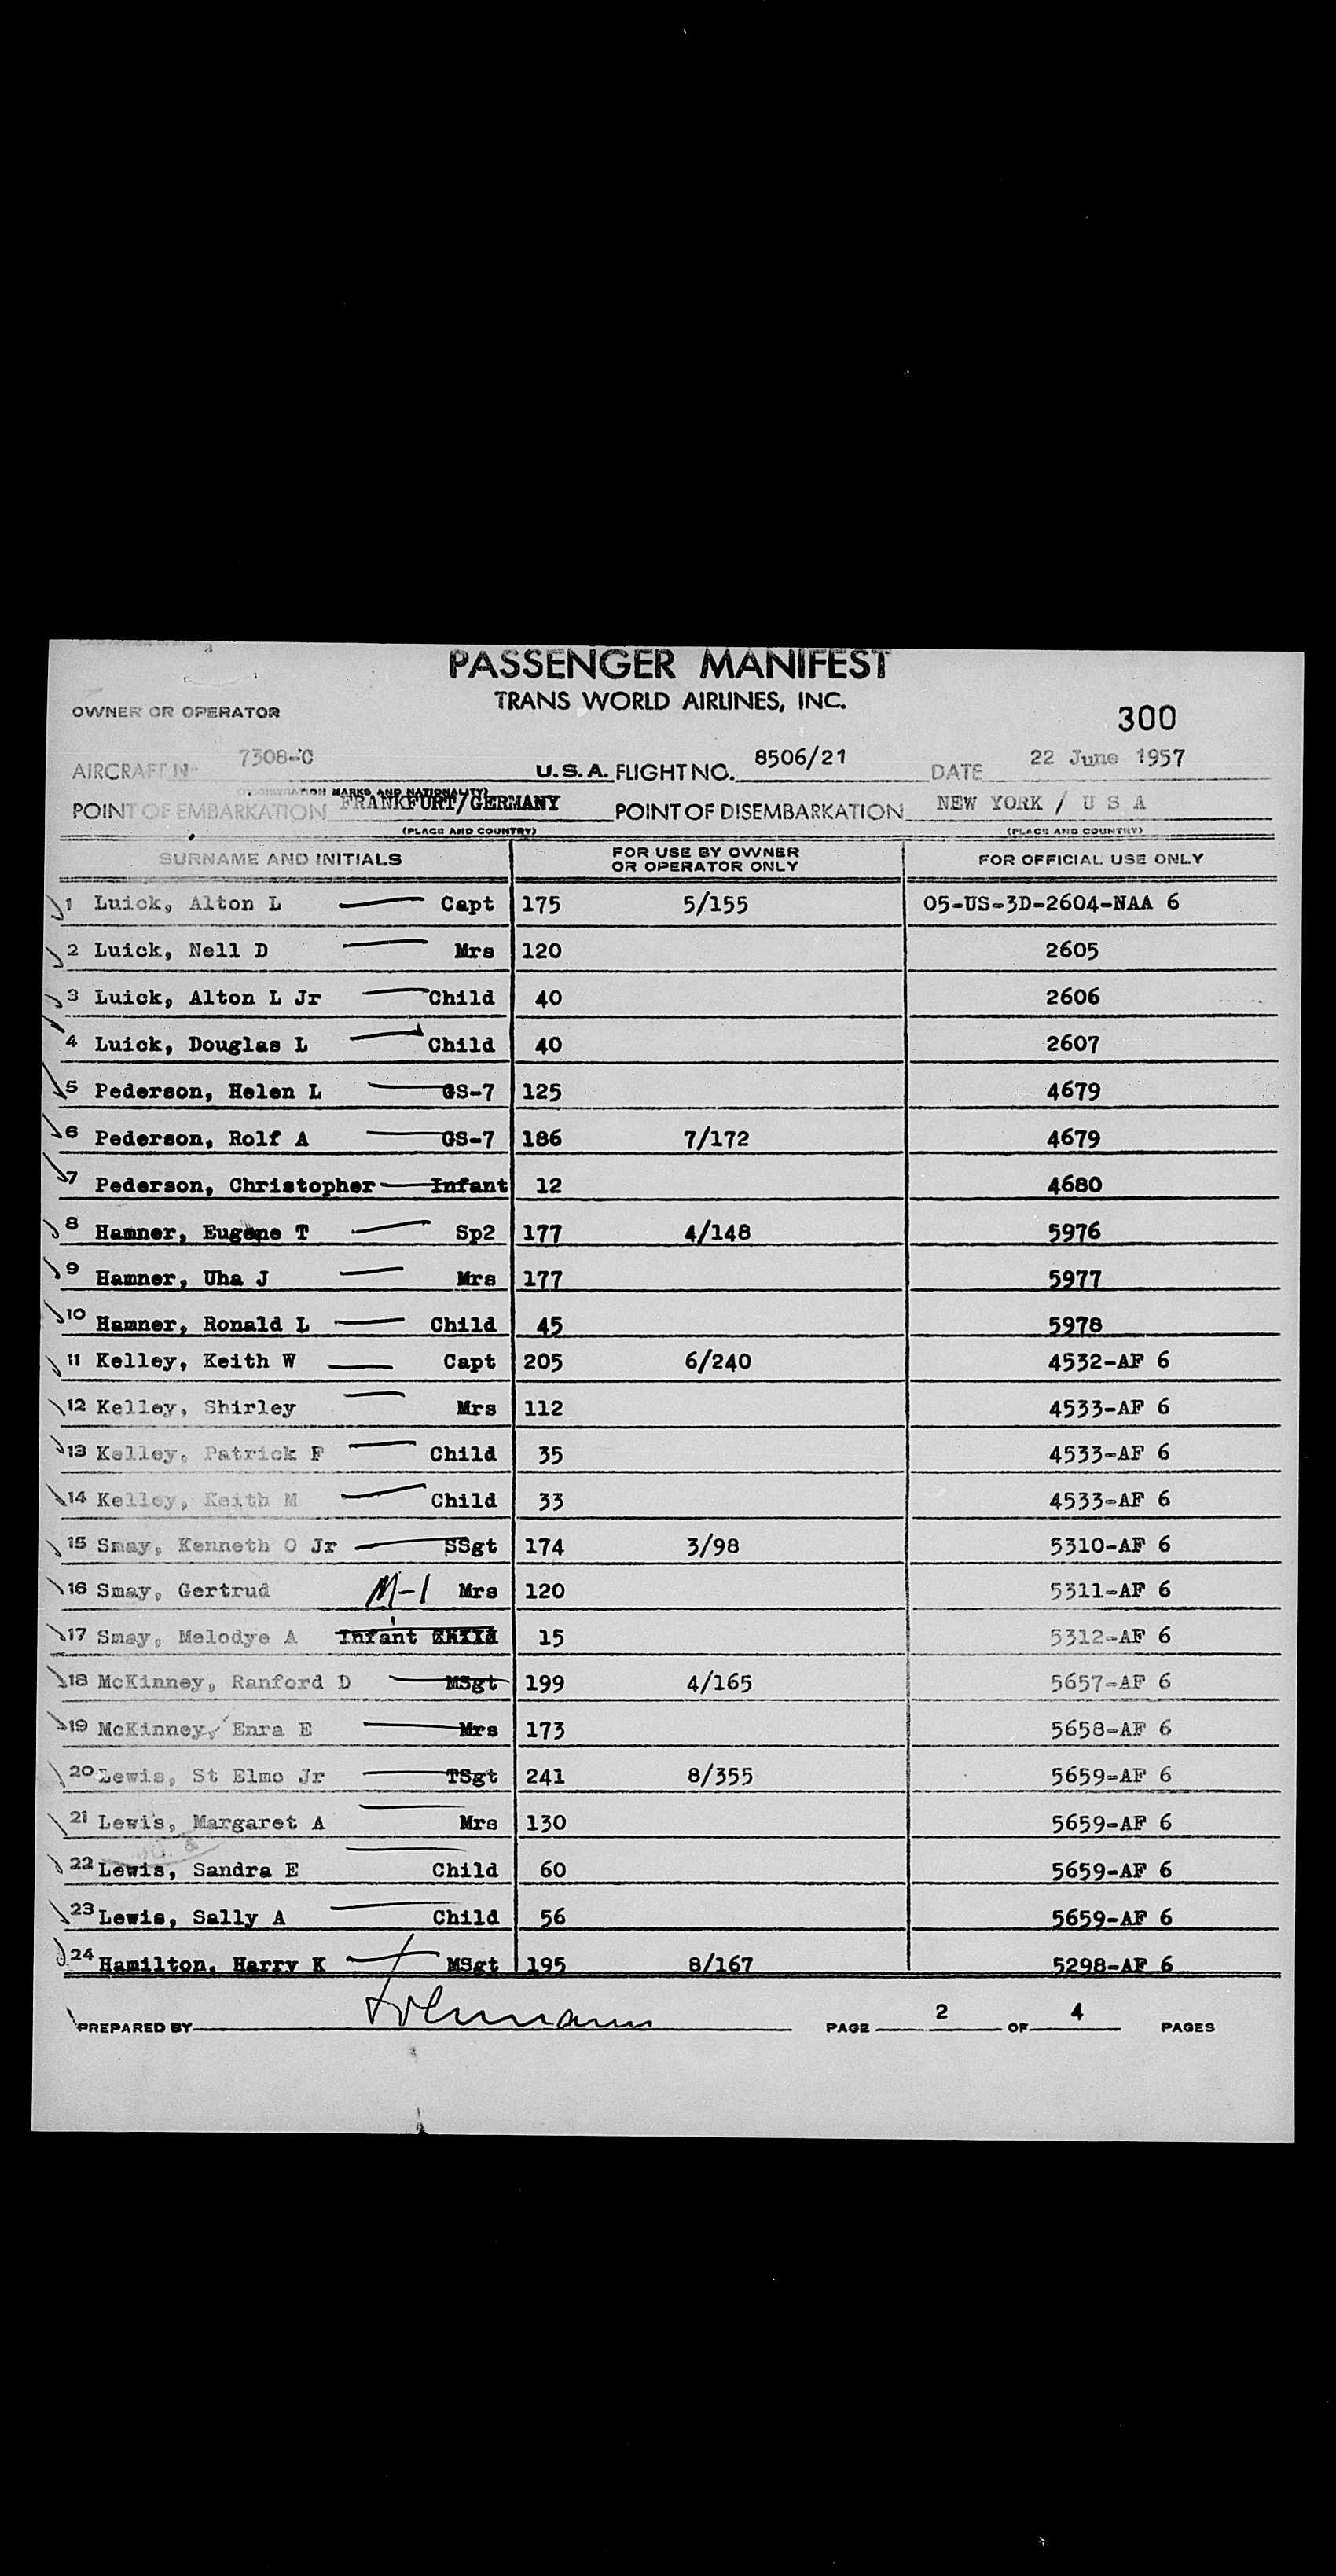 PASSENGER MANIFEST
TRANS WORLD AIRLINES, INC.
OWNER OR OPERATOR
300
AIRCRAFT No 7308-C U.S.A. FLIGHT NO. 8506/21 DATE 22 June 1957
MARKS AND NATIONALITY)
POINT OF EMBARKATION FRANKFURT/GERMANY POINT OF DISEMBARKATION NEW YORK / U S A
(PLACE AND COUNTRY) (PLACE AND COUNTRY)
SURNAME AND INITIALS FOR USE BY OWNER OR OPERATOR ONLY FOR OFFICIAL USE ONLY
1 Luick, Alton L Capt 175 5/155 05-US-3D-2604-NAA 6
2 Luick, Nell D Mrs 120 2605
3 Luick, Alton L Jr Child 40 2606
4 Luick, Douglas L Child 40 2607
5 Pederson, Helen L GS-7 125 4679
6 Pederson, Rolf A GS-7 186 7/172 4679
7 Pederson, Christopher Infant 12 4680
8 Hamner, Eugene T Sp2 177 4/148 5976
9 Hamner, Uha J Mrs 177 5977
10 Hamner, Ronald L Child 45 5978
11 Kelley, Keith W Capt 205 6/240 4532-AF 6
12 Kelley, Shirley Mrs 112 4533-AF 6
13 Kelley, Patrick F Child 35 4533-AF 6
14 Kelley, Keith M Child 33 4533-AF 6
15 Smay, Kenneth O Jr SSgt 174 3/98 5310-AF 6
16 Smay, Gertrud M-1 Mrs 120 5311-AF 6
17 Smay, Melodye A Infant 15 5312-AF 6
18 McKinney, Ranford D MSgt 199 4/165 5657-AF 6
19 McKinney, Enra E Mrs 173 5658-AF 6
20 Lewis, St Elmo Jr TSgt 241 8/355 5659-AF 6
21 Lewis, Margaret A Mrs 130 5659-AF 6
22 Lewis, Sandra E Child 60 5659-AF 6
23 Lewis, Sally A Child 56 5659-AF 6
24 Hamilton, Harry K MSgt 195 8/167 5298-AF 6
PREPARED BY PAGE 2 OF 4 PAGES